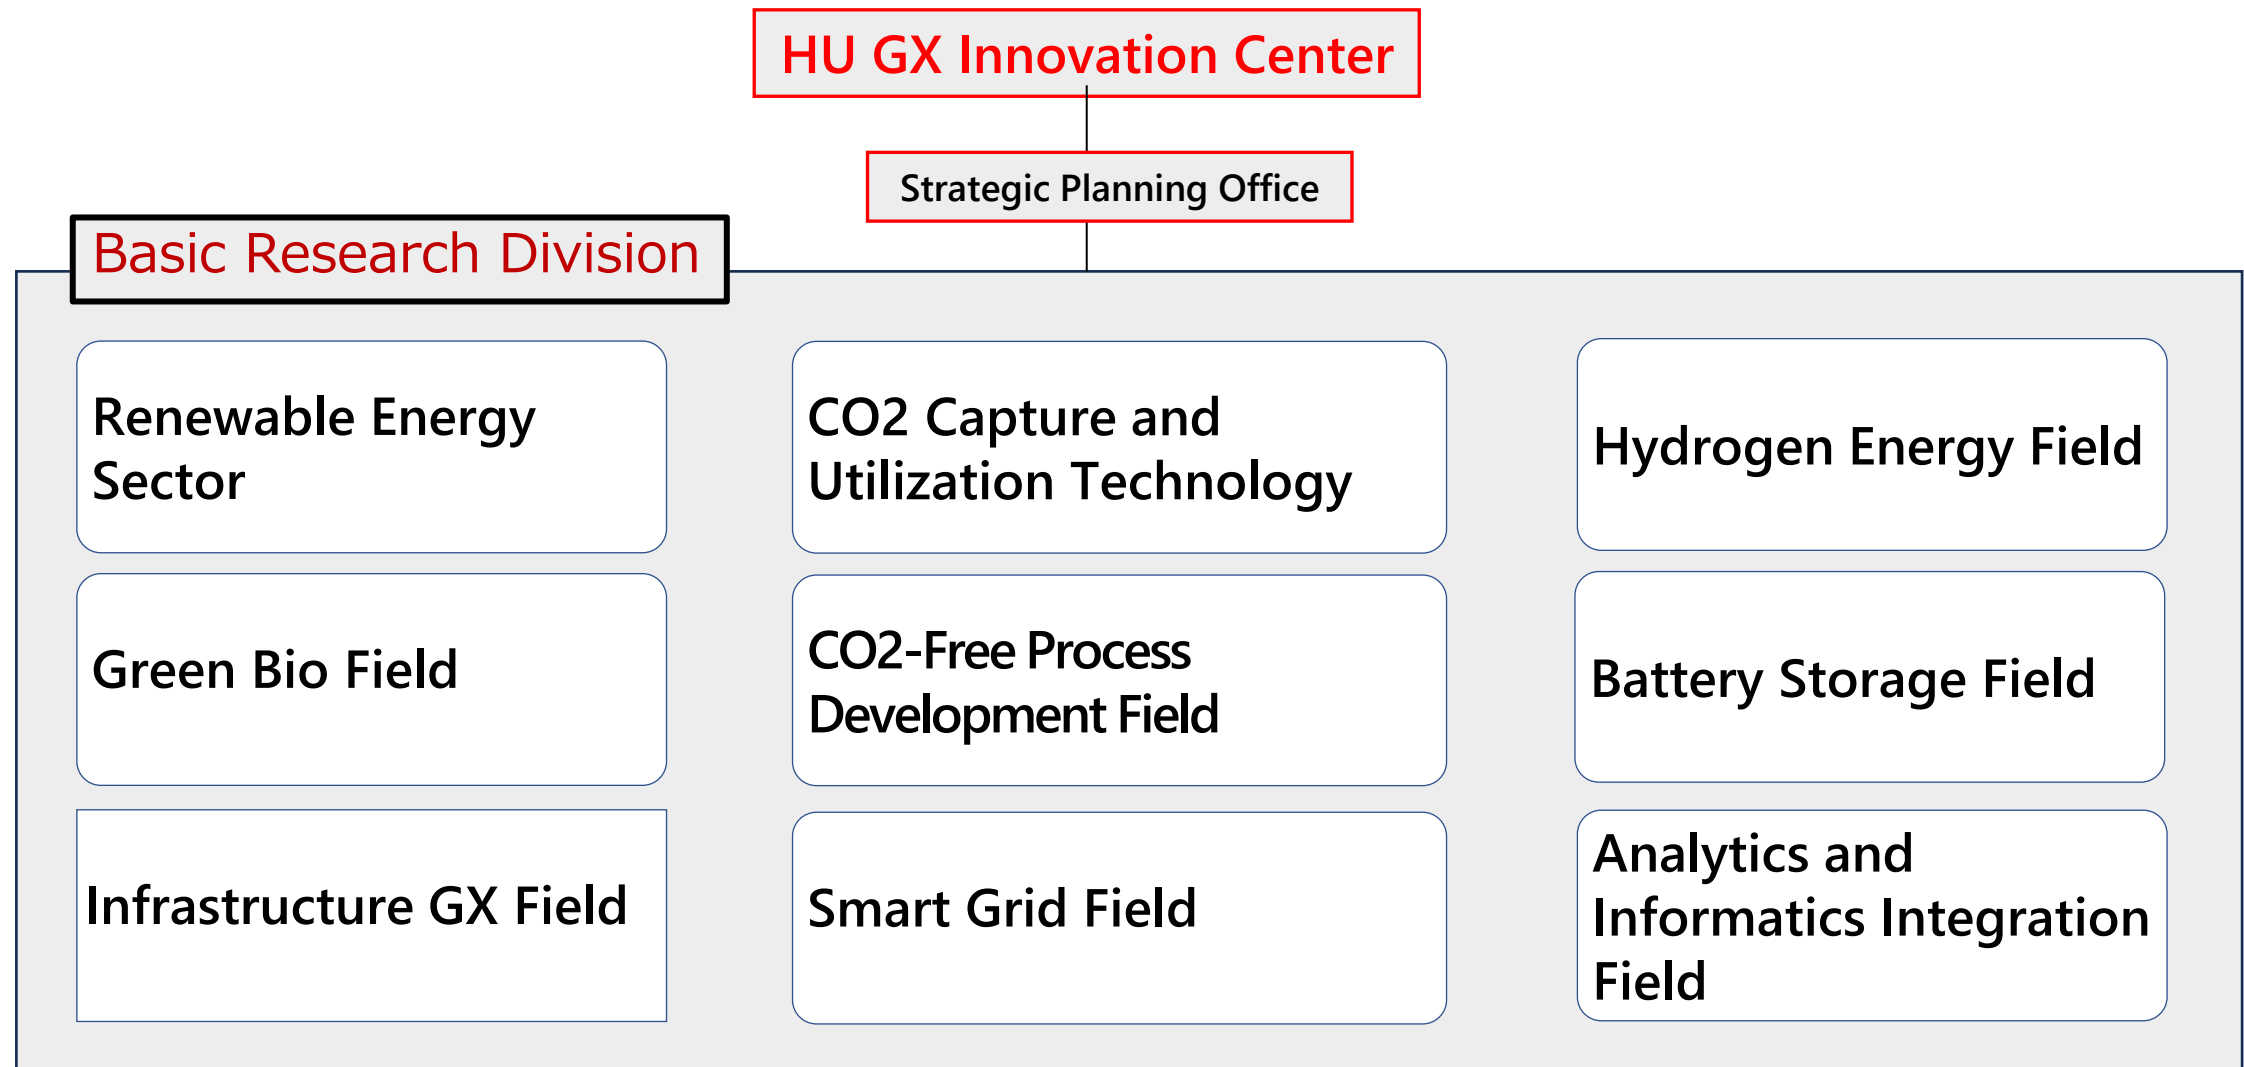 HU GX Innovation Center
Strategic Planning Office
Basic Research Division
Renewable Energy
Sector
CO2 Capture and
Utilization Technology
Hydrogen Energy Field
Green Bio Field
CO2-Free Process
Development Field
Battery Storage Field
Infrastructure GX Field
Smart Grid Field
Analytics and
Informatics Integration
Field